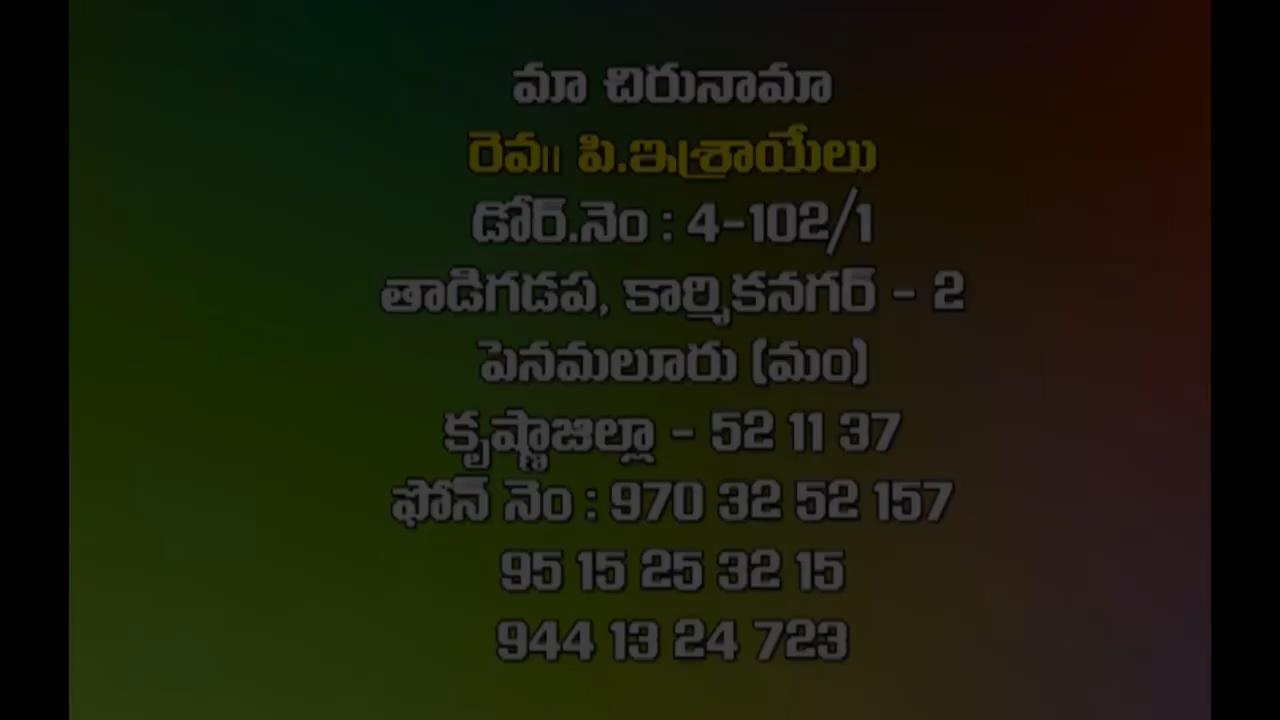 మా చిరునామా
రెవ॥ పి.ఇశ్రాయేలు
డోర్.నెం : 4-102/1
తాడిగడప, కార్మికనగర్ - 2
పెనమలూరు (మం)
కృష్ణాజిల్లా - 52 11 37
ఫోన్ నెం : 970 32 52 157
95 15 25 32 15
944 13 24 723